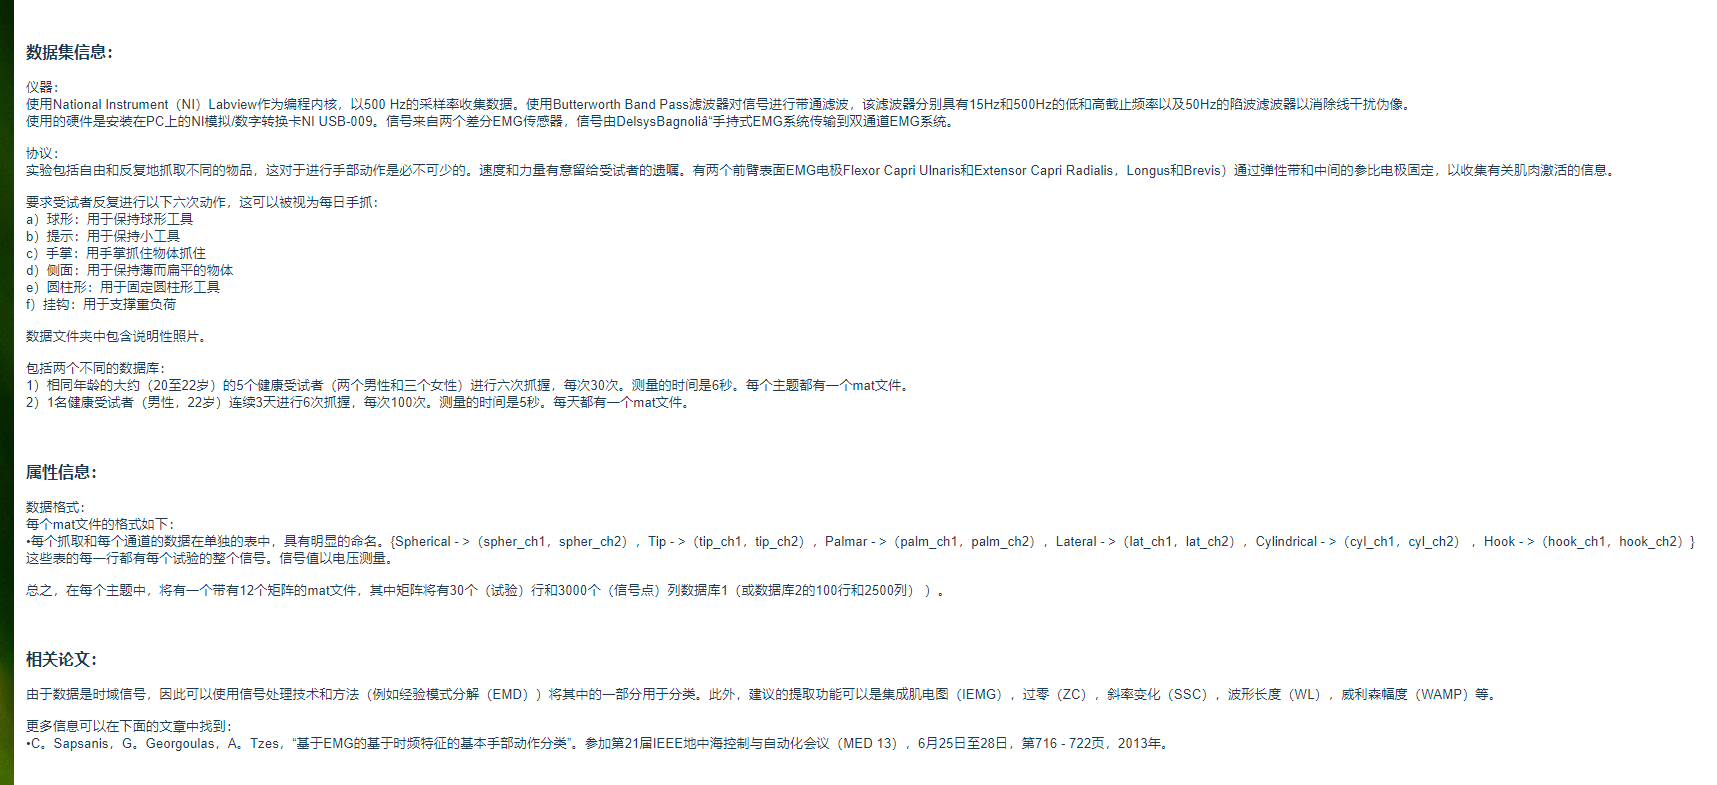 数据集信息：
仪器：
使用National Instrument（NI）Labview作为编程内核，以500 Hz的采样率收集数据。使用Butterworth Band Pass滤波器对信号进行带通滤波，该滤波器分别具有15Hz和500Hz的低和高截止频率以及50Hz的陷波滤波器以消除线干扰伪像。
使用的硬件是安装在PC上的NI模拟/数字转换卡NI USB-009。信号来自两个差分EMG传感器，信号由DelsysBagnoliâ“手持式EMG系统传输到双通道EMG系统。
协议：
实验包括自由和反复地抓取不同的物品，这对于进行手部动作是必不可少的。速度和力量有意留给受试者的遗嘱。有两个前臂表面EMG电极Flexor Capri Ulnaris和Extensor Capri Radialis，Longus和Brevis）通过弹性带和中间的参比电极固定，以收集有关肌肉激活的信息。
要求受试者反复进行以下六次动作，这可以被视为每日手抓：
a）球形：用于保持球形工具
b）提示：用于保持小工具
c）手掌：用手掌抓住物体抓住
d）侧面：用于保持薄而扁平的物体
e）圆柱形：用于固定圆柱形工具
f）挂钩：用于支撑重负荷
数据文件夹中包含说明性照片。
包括两个不同的数据库：
1）相同年龄的大约（20至22岁）的5个健康受试者（两个男性和三个女性）进行六次抓握，每次30次。测量的时间是6秒。每个主题都有一个mat文件。
2）1名健康受试者（男性，22岁）连续3天进行6次抓握，每次100次。测量的时间是5秒。每天都有一个mat文件。
属性信息：
数据格式：
每个mat文件的格式如下：
•每个抓取和每个通道的数据在单独的表中，具有明显的命名。{Spherical - >（spher_ch1，spher_ch2），Tip - >（tip_ch1，tip_ch2），Palmar - >（palm_ch1，palm_ch2），Lateral - >（lat_ch1，lat_ch2），Cylindrical - >（cyl_ch1，cyl_ch2） ，Hook - >（hook_ch1，hook_ch2）}
这些表的每一行都有每个试验的整个信号。信号值以电压测量。
总之，在每个主题中，将有一个带有12个矩阵的mat文件，其中矩阵将有30个（试验）行和3000个（信号点）列数据库1（或数据库2的100行和2500列） ）。
相关论文：
由于数据是时域信号，因此可以使用信号处理技术和方法（例如经验模式分解（EMD））将其中的一部分用于分类。此外，建议的提取功能可以是集成肌电图（IEMG），过零（ZC），斜率变化（SSC），波形长度（WL），威利森幅度（WAMP）等。
更多信息可以在下面的文章中找到：
•C。Sapsanis，G。Georgoulas，A。Tzes，“基于EMG的基于时频特征的基本手部动作分类”。参加第21届IEEE地中海控制与自动化会议（MED 13），6月25日至28日，第716 - 722页，2013年。